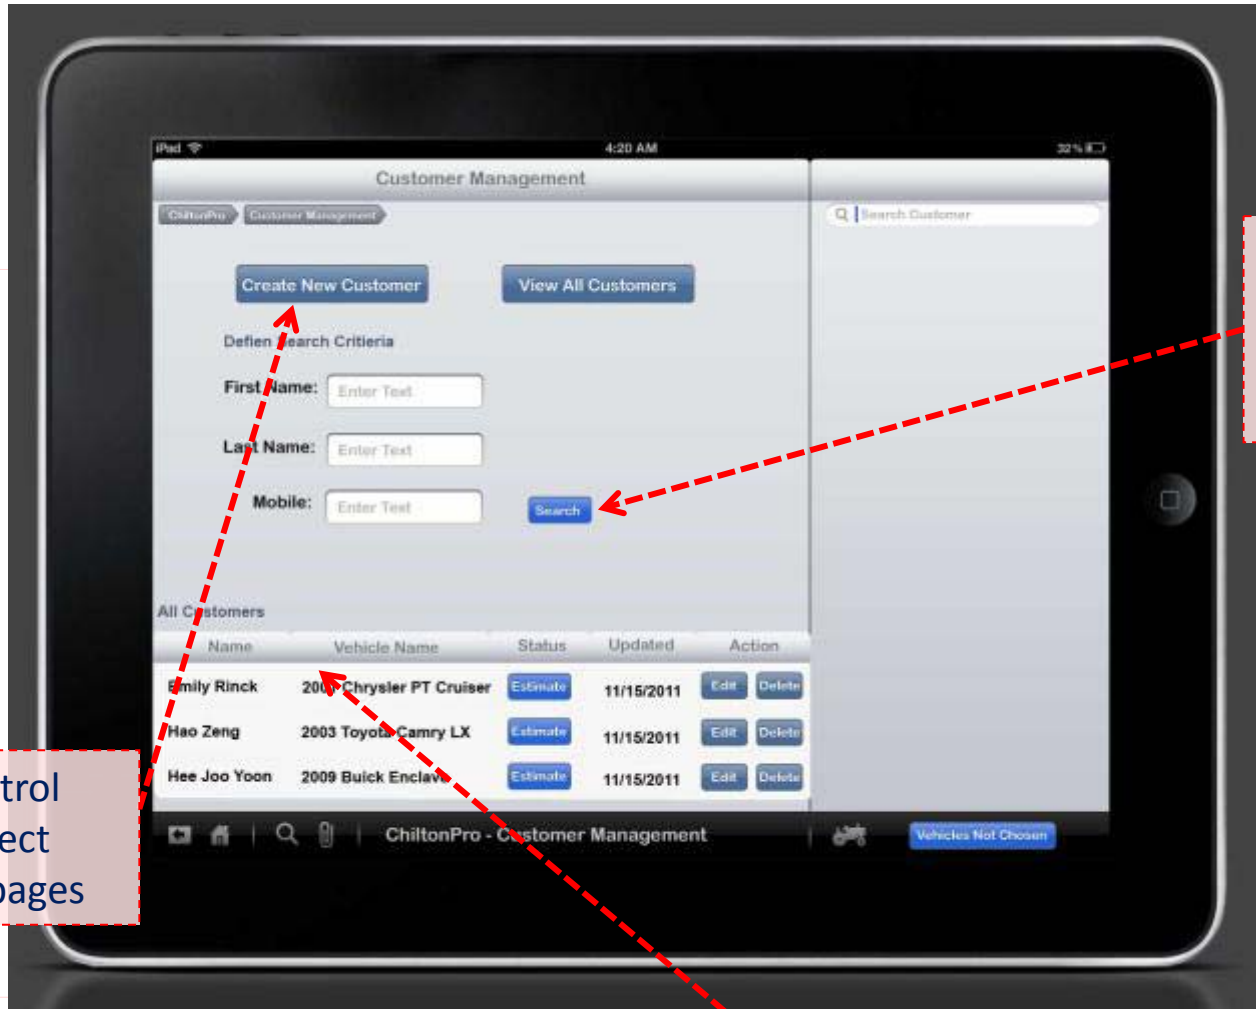 iPad 4:20 AM 32%
Customer Management
ChiltonPro Customer Management
Search Customer
Create New Customer View All Customers
Defien Search Critieria
First Name: Enter Text
Last Name: Enter Text
Mobile: Enter Text Search
All Customers
Name Vehicle Name Status Updated Action
Emily Rinck Chrysler PT Cruiser Estimate 11/15/2011 Edit Delete
Hao Zeng 2003 Toyota Camry LX Estimate 11/15/2011 Edit Delete
Hee Joo Yoon 2009 Buick Enclave Estimate 11/15/2011 Edit Delete
ChiltonPro - Customer Management Vehicles Not Chosen
trol
ect
pages